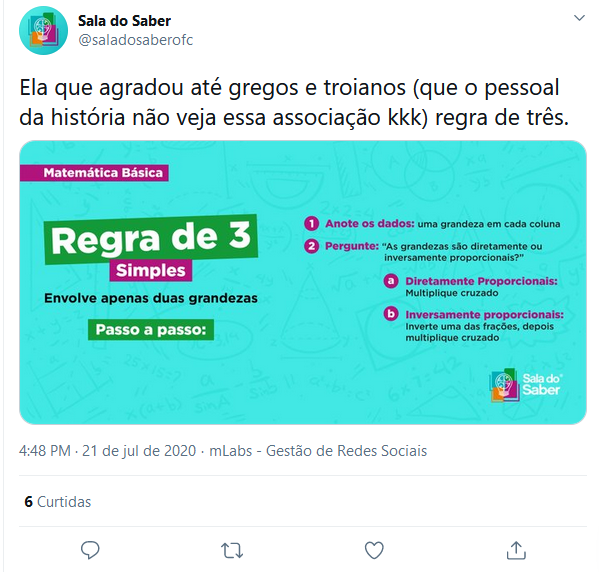 Sala do Saber
@saladosaberofc
Ela que agradou até gregos e troianos (que o pessoal
da história não veja essa associação kkk) regra de três.
Matemática Básica
Regra de 3
Simples
Envolve apenas duas grandezas
Passo a passo:
1 Anote os dados: uma grandeza em cada coluna
2 Pergunte: “As grandezas são diretamente ou
inversamente proporcionais?”
a Diretamente Proporcionais:
Multiplique cruzado
b Inversamente proporcionais:
Inverte uma das frações, depois
multiplique cruzado
Sala do
Saber
4:48 PM · 21 de jul de 2020 · mLabs - Gestão de Redes Sociais
6 Curtidas